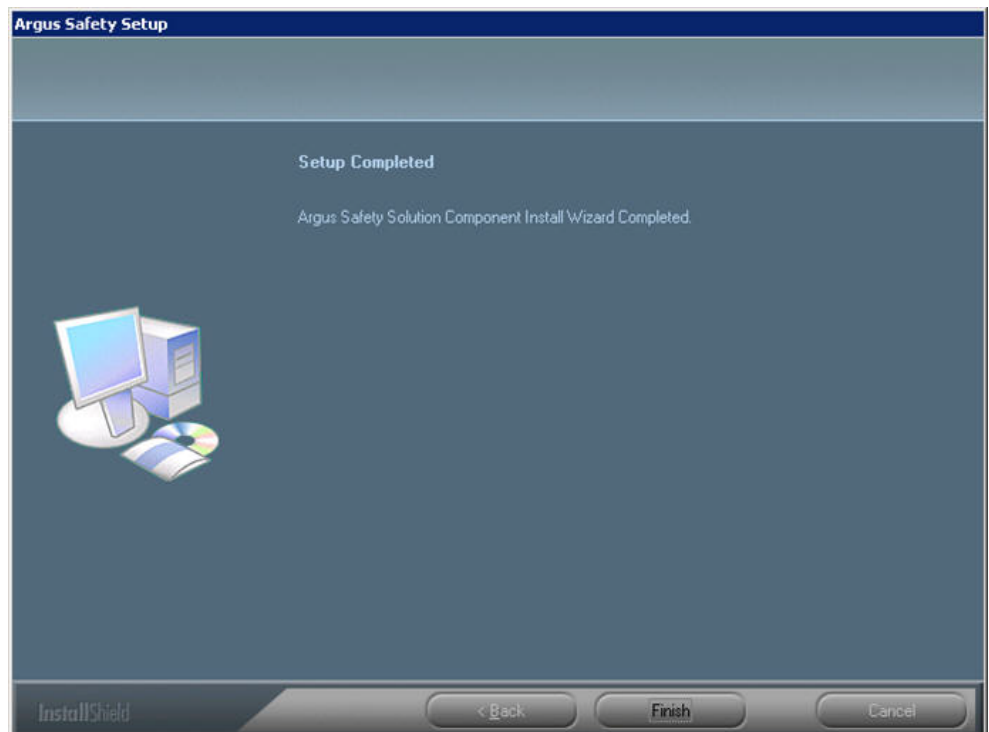 Argus Safety Setup
Setup Completed
Argus Safety Solution Component Install Wizard Completed.
InstallShield
< Back
Finish
Cancel